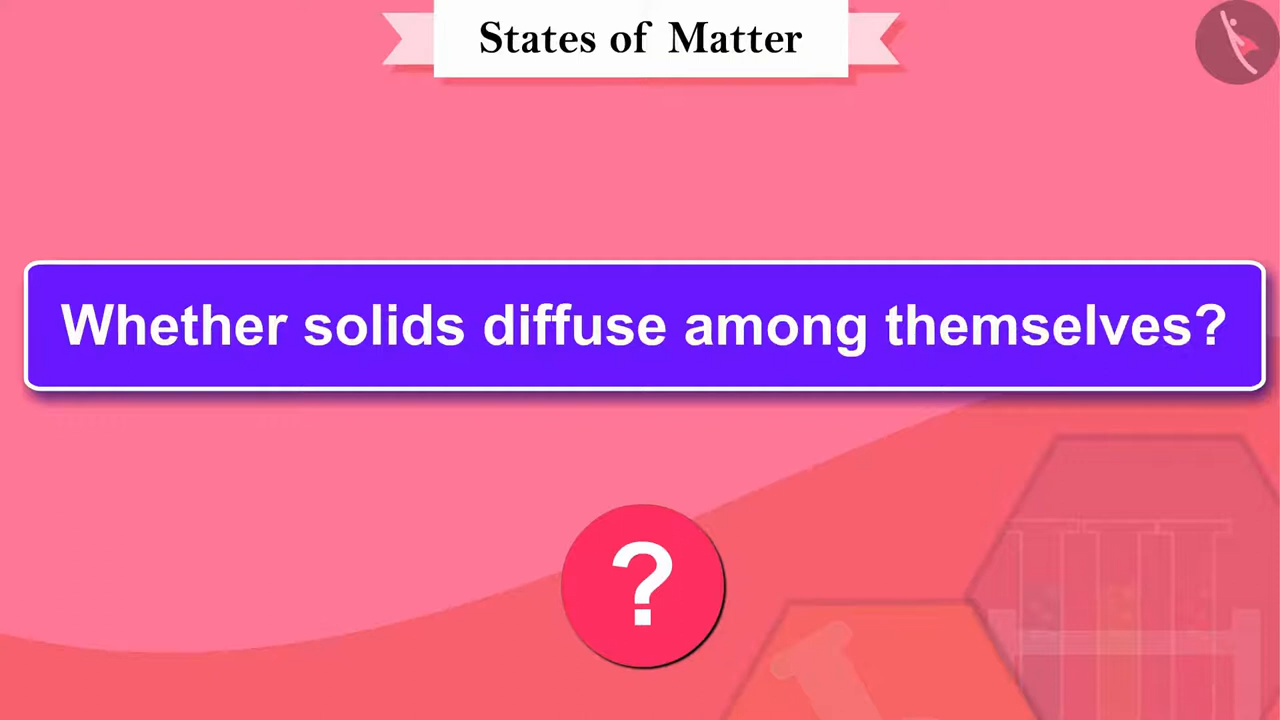 States of Matter
Whether solids diffuse among themselves?
?